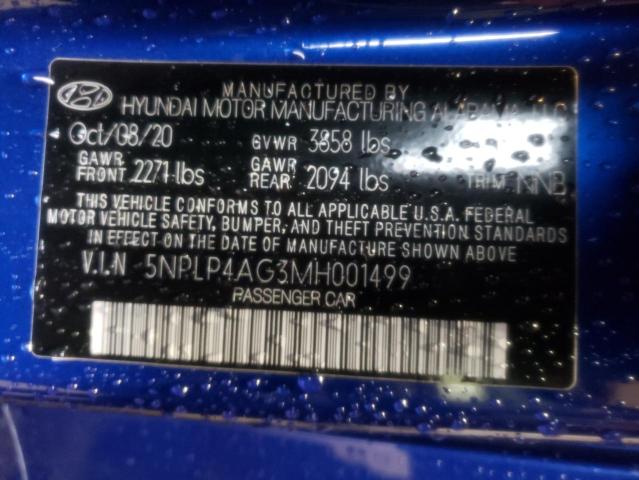 MANUFACTURED BY
HYUNDAI MOTOR MANUFACTURING ALABAMA, LLC
Oct/08/20 GVWR 3858 lbs
GAWR FRONT 2271 lbs GAWR REAR 2094 lbs TRIM: NNB
THIS VEHICLE CONFORMS TO ALL APPLICABLE U.S.A. FEDERAL
MOTOR VEHICLE SAFETY, BUMPER, AND THEFT PREVENTION STANDARDS
IN EFFECT ON THE DATE OF MANUFACTURE SHOWN ABOVE
V.I.N 5NPLP4AG3MH001499
PASSENGER CAR